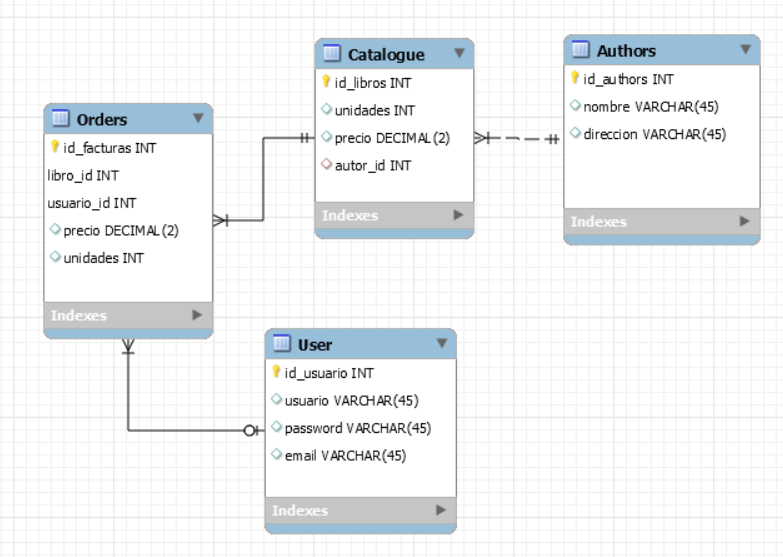 Orders
id_facturas INT
libro_id INT
usuario_id INT
precio DECIMAL(2)
unidades INT
Indexes
Catalogue
id_libros INT
unidades INT
precio DECIMAL(2)
autor_id INT
Indexes
Authors
id_authors INT
nombre VARCHAR(45)
direccion VARCHAR(45)
Indexes
User
id_usuario INT
usuario VARCHAR(45)
password VARCHAR(45)
email VARCHAR(45)
Indexes